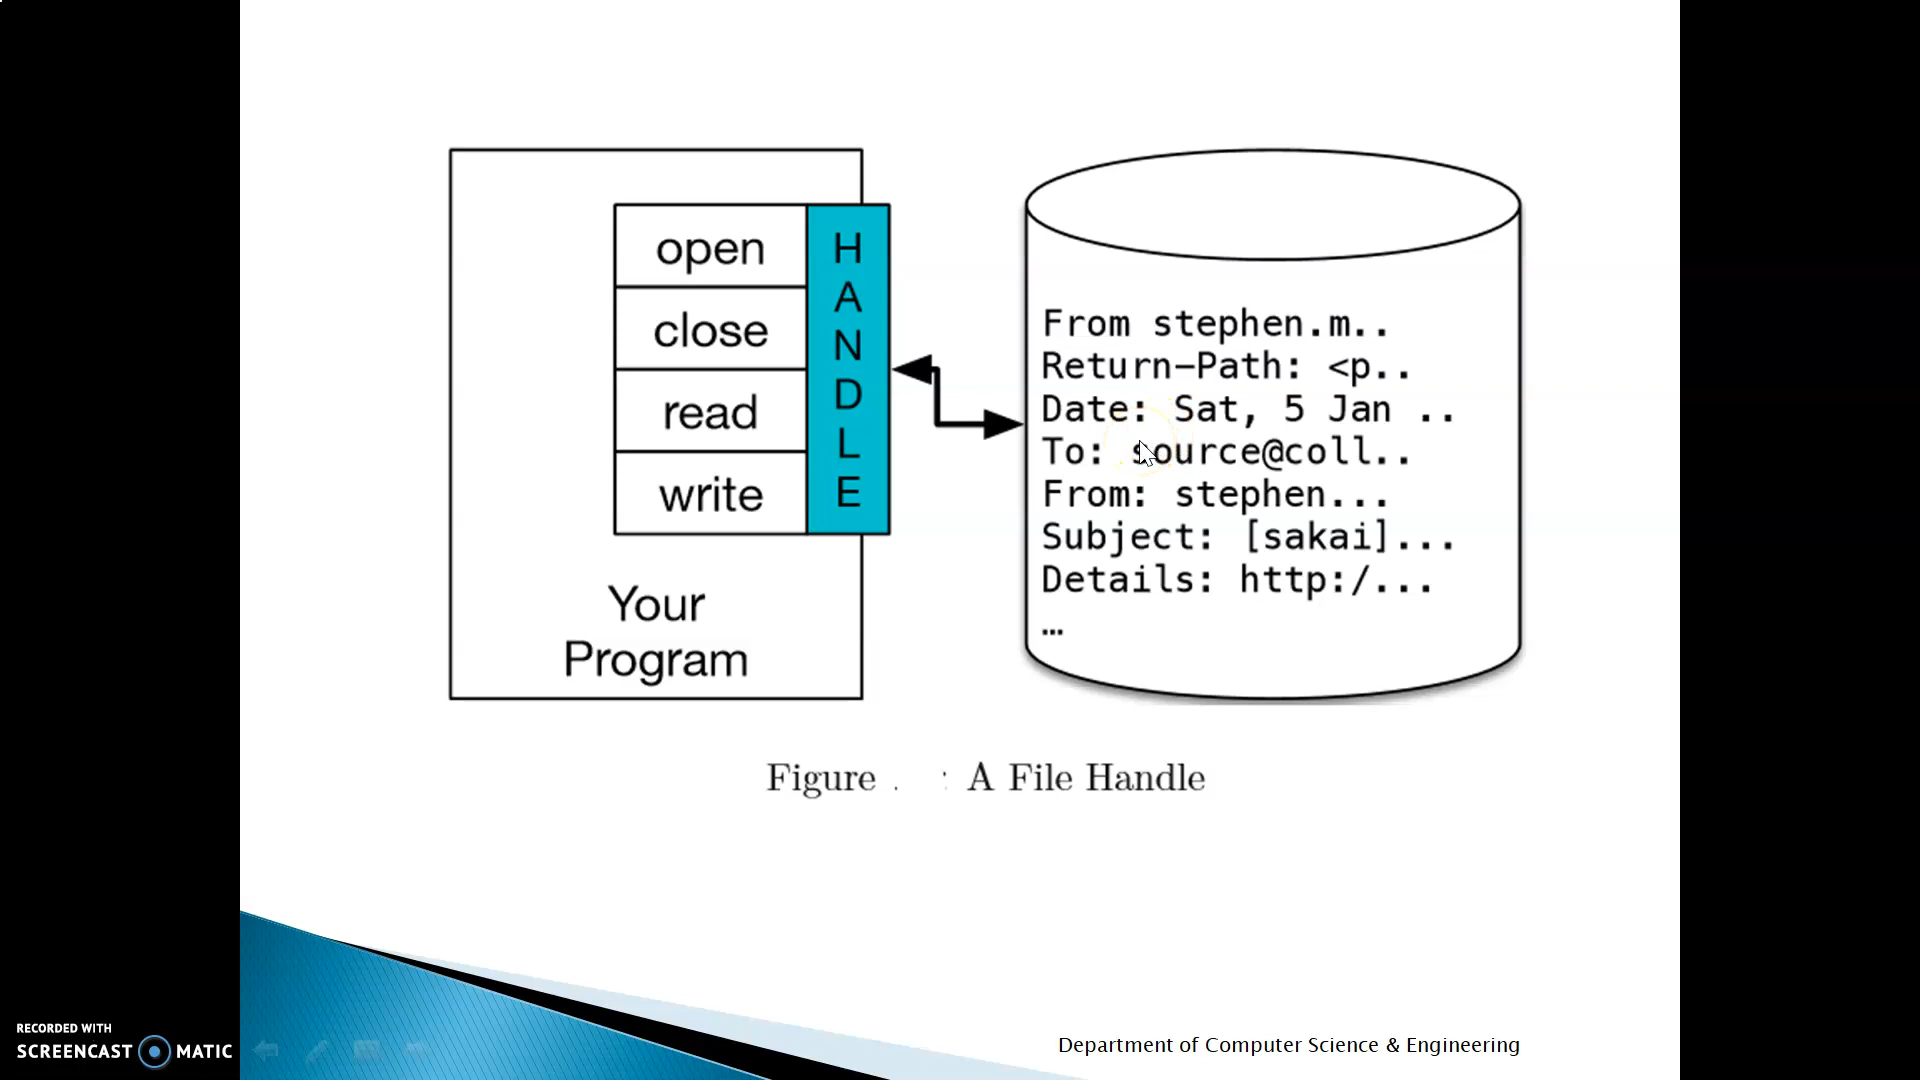 open
close
read
write
HANDLE
Your
Program
From stephen.m..
Return-Path: <p..
Date: Sat, 5 Jan ..
To: source@coll..
From: stephen...
Subject: [sakai]...
Details: http:/...
...
Figure . : A File Handle
Department of Computer Science & Engineering
RECORDED WITH
SCREENCAST MATIC